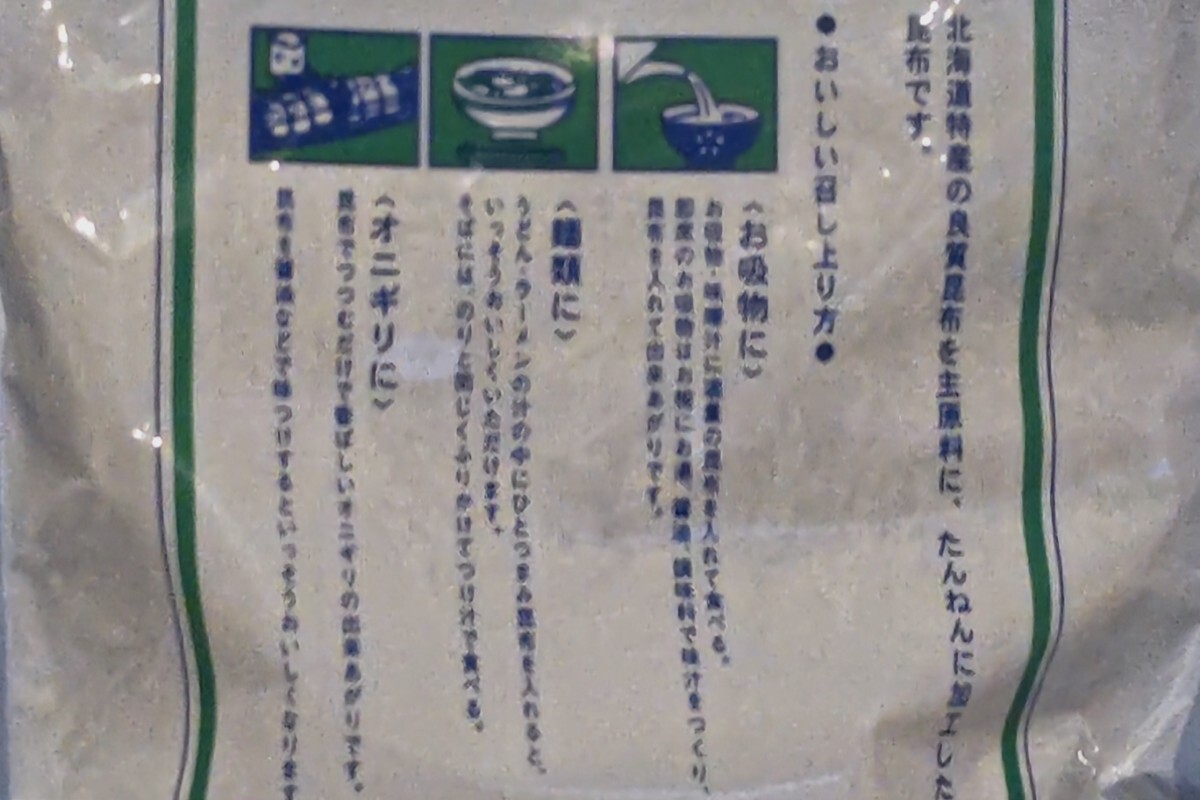 北海道特産の良質昆布を主原料に、たんねんに加工した
昆布です。
●おいしい召し上り方●
〈お吸物に〉
お吸物・味噌汁に適量の昆布を入れて食べる。
即席のお吸物はお椀にお湯、醤油、調味料で味汁をつくり、
昆布を入れて出来あがりです。
〈麺類に〉
うどん・ラーメンの汁の中にひとつまみ昆布を入れると、
いっそうおいしくいただけます。
そばには、のりと同じくふりかけてつけ汁で食べる。
〈オニギリに〉
昆布でつつむだけで香ばしいオニギリの出来あがりです。
昆布を
味つけするといっそうおいしくなります